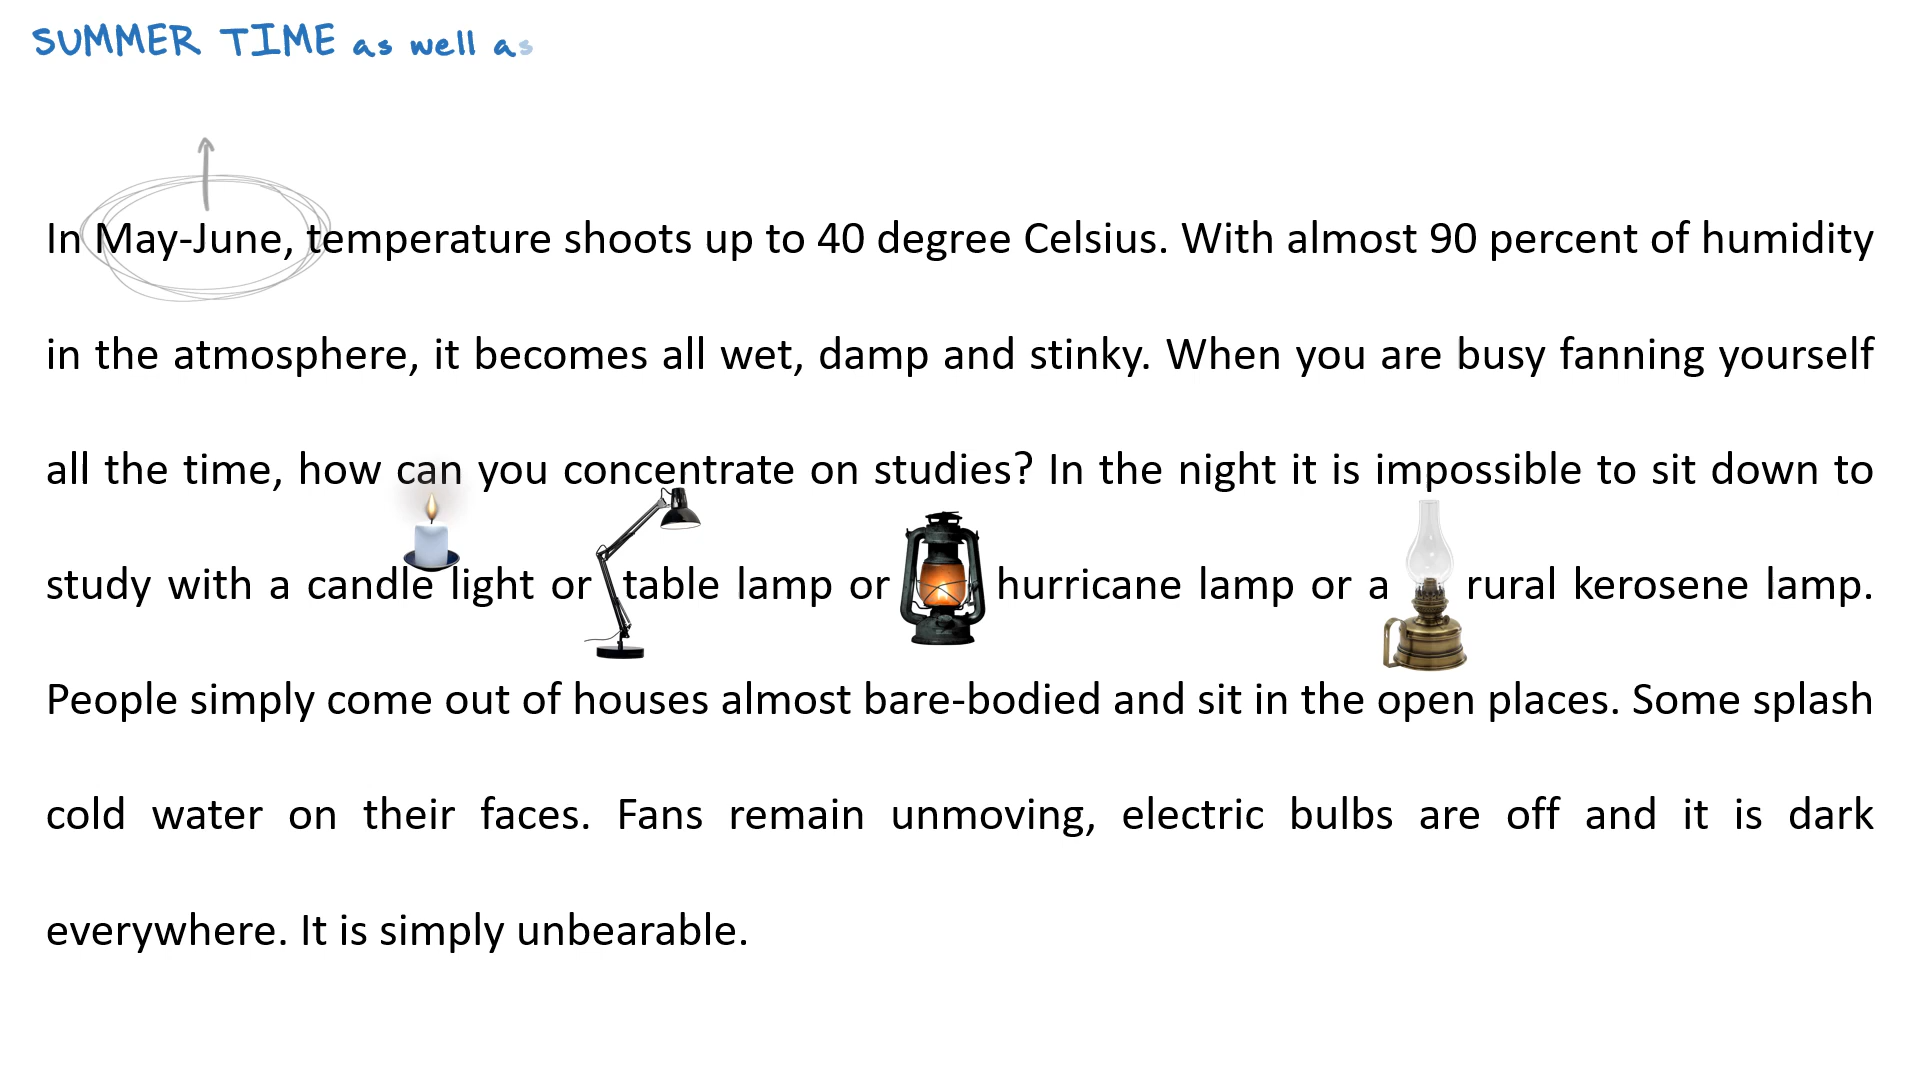 SUMMER TIME as well as
In May-June, temperature shoots up to 40 degree Celsius. With almost 90 percent of humidity
in the atmosphere, it becomes all wet, damp and stinky. When you are busy fanning yourself
all the time, how can you concentrate on studies? In the night it is impossible to sit down to
study with a candle light or table lamp or hurricane lamp or a rural kerosene lamp.
People simply come out of houses almost bare-bodied and sit in the open places. Some splash
cold water on their faces. Fans remain unmoving, electric bulbs are off and it is dark
everywhere. It is simply unbearable.